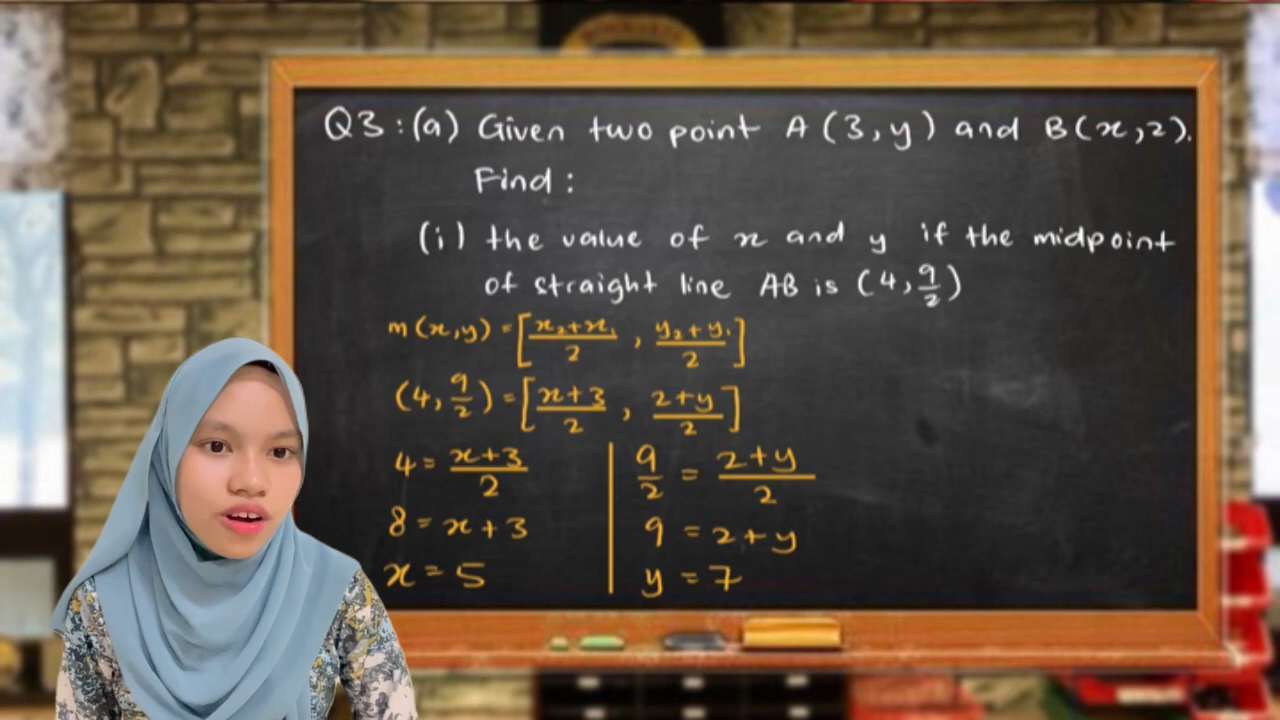 Q3 : (a) Given two point A (3, y) and B(x, 2).
Find :
(i) the value of x and y if the midpoint
of straight line AB is (4, 9/2)
m (x, y) = [ (x₂+x₁)/2 , (y₂+y₁)/2 ]
(4, 9/2) = [ (x+3)/2 , (2+y)/2 ]
4 = (x+3)/2 | 9/2 = (2+y)/2
8 = x + 3 | 9 = 2 + y
x = 5 | y = 7